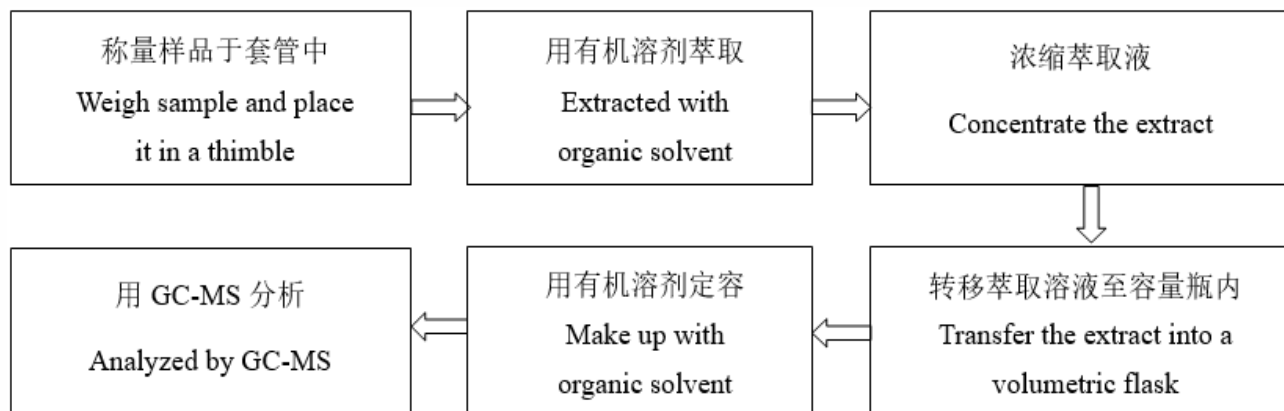 称量样品于套管中
Weigh sample and place
it in a thimble
用有机溶剂萃取
Extracted with
organic solvent
浓缩萃取液
Concentrate the extract
转移萃取溶液至容量瓶内
Transfer the extract into a
volumetric flask
用有机溶剂定容
Make up with
organic solvent
用 GC-MS 分析
Analyzed by GC-MS